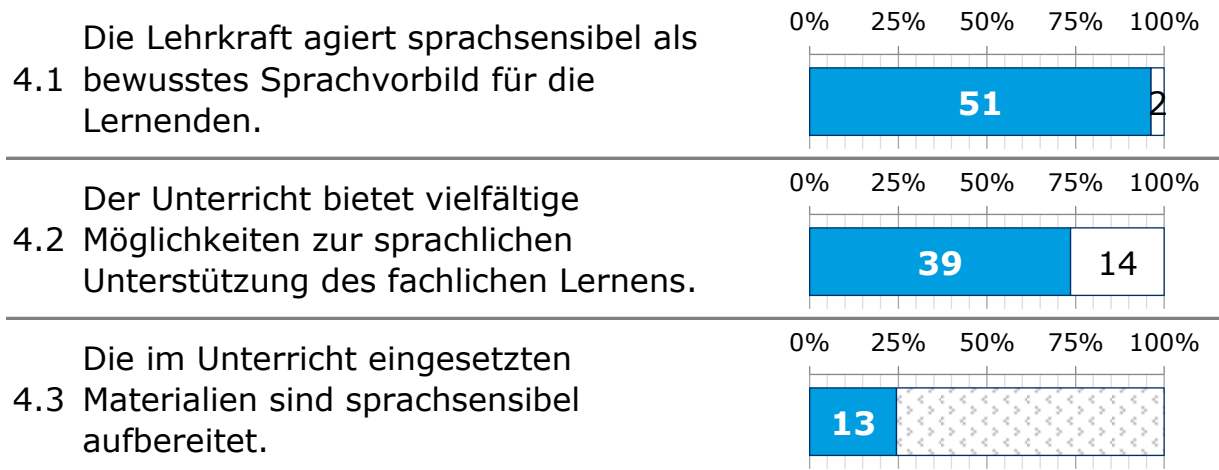 0% 25% 50% 75% 100%
Die Lehrkraft agiert sprachsensibel als
4.1 bewusstes Sprachvorbild für die
Lernenden.
51 2
0% 25% 50% 75% 100%
Der Unterricht bietet vielfältige
4.2 Möglichkeiten zur sprachlichen
Unterstützung des fachlichen Lernens.
39 14
0% 25% 50% 75% 100%
Die im Unterricht eingesetzten
4.3 Materialien sind sprachsensibel
aufbereitet.
13